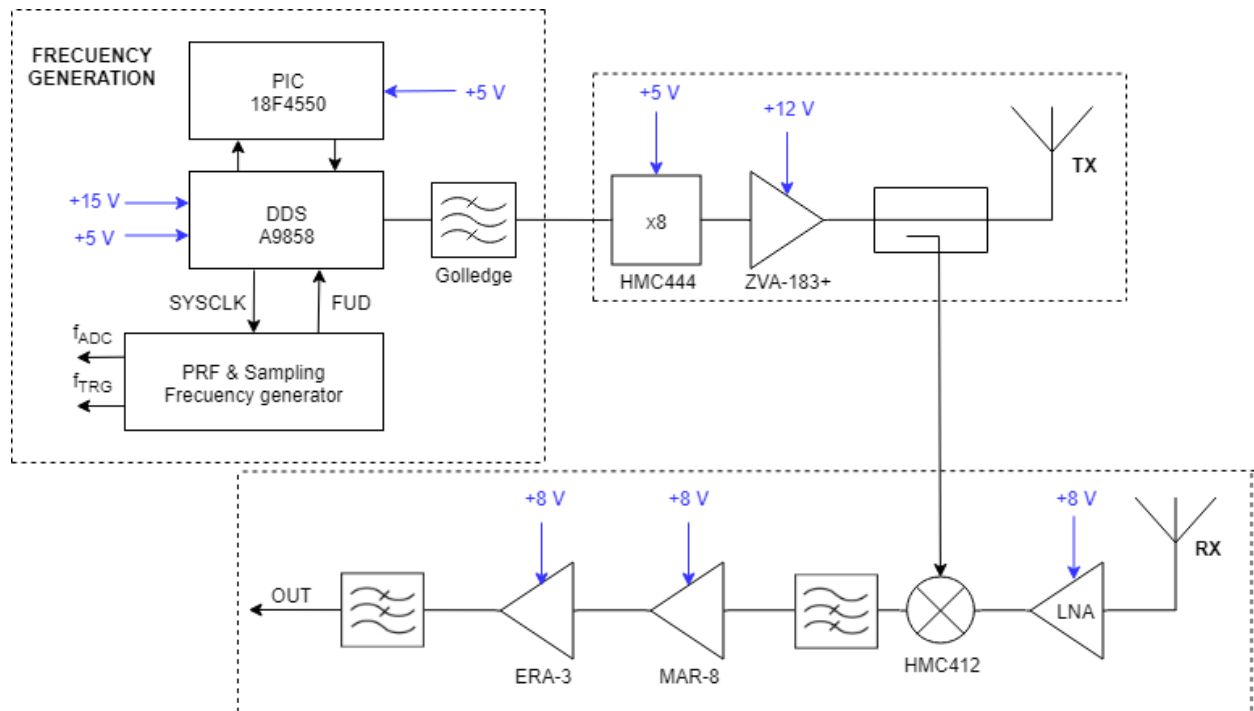 FRECUENCY
GENERATION
PIC
18F4550
+5 V
+15 V
+5 V
DDS
A9858
Golledge
SYSCLK
FUD
fADC
fTRG
PRF & Sampling
Frecuency generator
+5 V
+12 V
x8
HMC444
ZVA-183+
TX
+8 V
+8 V
+8 V
RX
OUT
LNA
ERA-3
MAR-8
HMC412